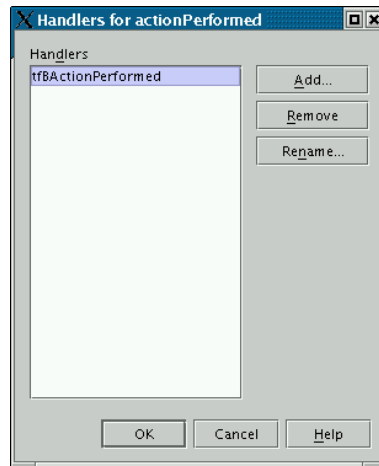 Handlers for actionPerformed
Handlers
tfBActionPerformed
Add...
Remove
Rename...
OK
Cancel
Help